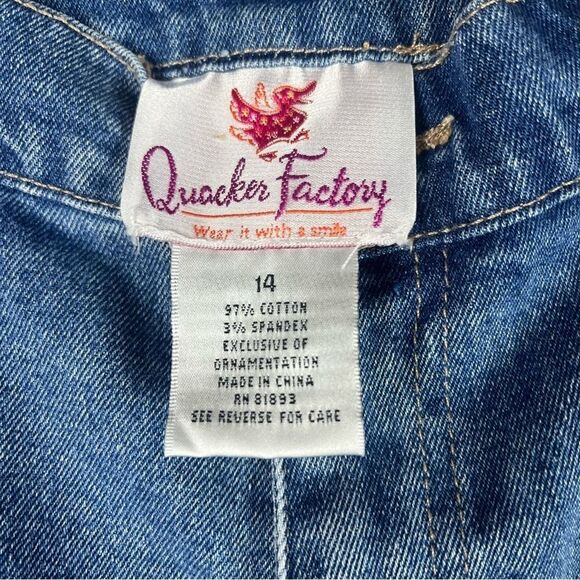 Quacker Factory
Wear it with a smile
14
97% COTTON
3% SPANDEX
EXCLUSIVE OF
ORNAMENTATION
MADE IN CHINA
RN 81893
SEE REVERSE FOR CARE